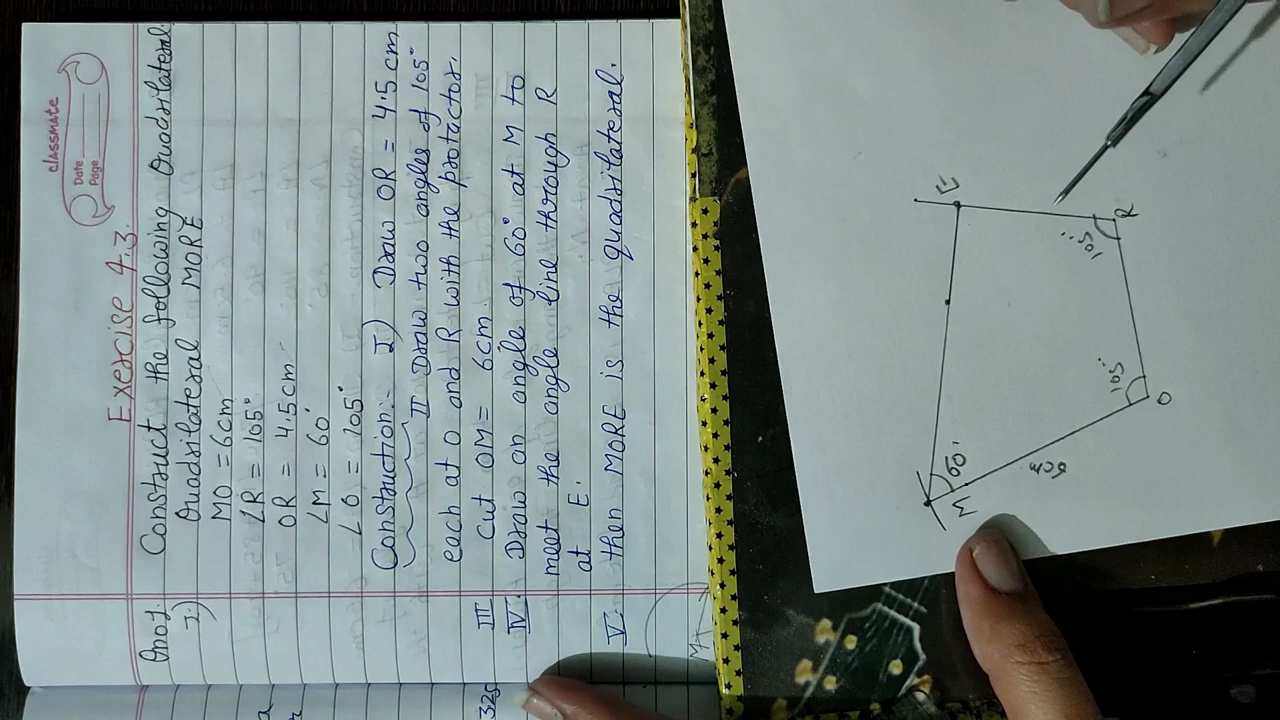 classmate
Date
Page
Exercise 4.3.
Construct the following Quadrilateral.
1) Quadrilateral MORE
MO = 6cm
∠R = 105°
OR = 4.5cm
∠M = 60°
∠O = 105°
Construction:- I) Draw OR = 4.5cm.
II Draw two angles of 105°
each at O and R with the protactor.
III Cut OM = 6cm.
IV. Draw an angle of 60° at M to
meet the angle line through R
at E.
V. then MORE is the quadrilateral.
M
325
E
R
105°
105°
O
60°
M